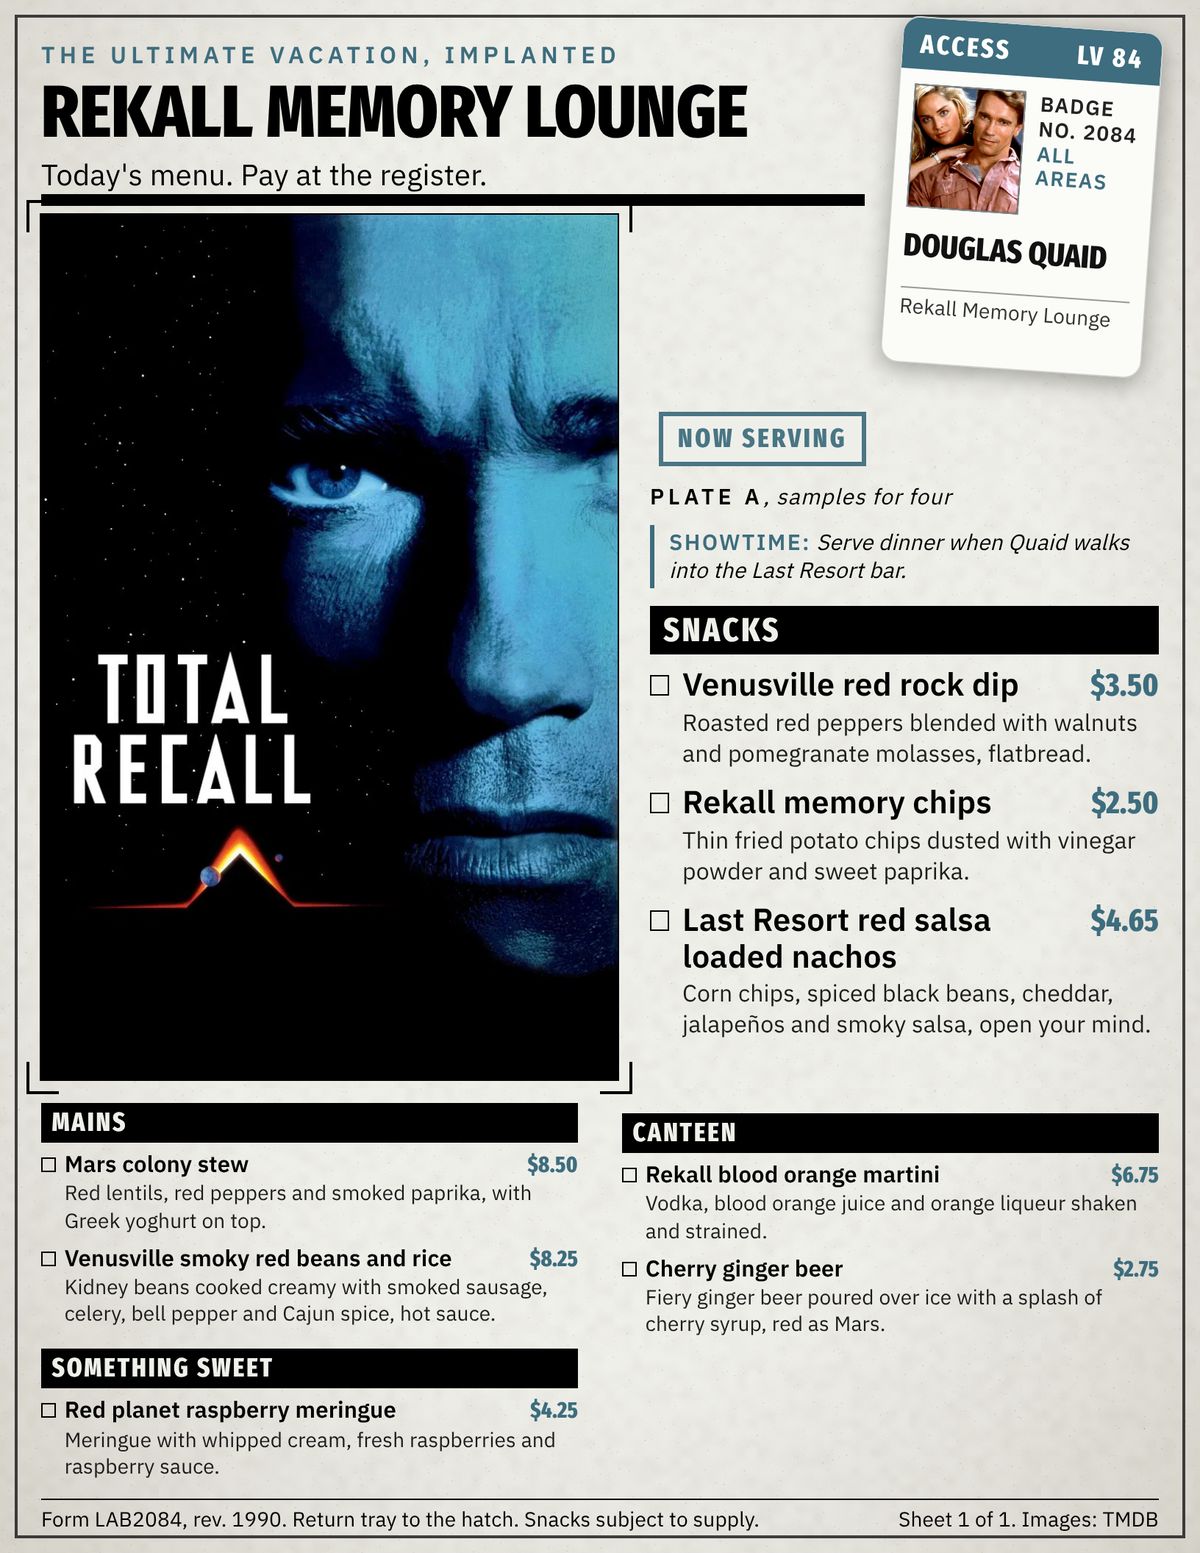 THE ULTIMATE VACATION, IMPLANTED
REKALL MEMORY LOUNGE
Today's menu. Pay at the register.
ACCESS LV 84
BADGE
NO. 2084
ALL
AREAS
DOUGLAS QUAID
Rekall Memory Lounge
TOTAL
RECALL
NOW SERVING
PLATE A, samples for four
SHOWTIME: Serve dinner when Quaid walks
into the Last Resort bar.
SNACKS
Venusville red rock dip $3.50
Roasted red peppers blended with walnuts
and pomegranate molasses, flatbread.
Rekall memory chips $2.50
Thin fried potato chips dusted with vinegar
powder and sweet paprika.
Last Resort red salsa $4.65
loaded nachos
Corn chips, spiced black beans, cheddar,
jalapeños and smoky salsa, open your mind.
MAINS
Mars colony stew $8.50
Red lentils, red peppers and smoked paprika, with
Greek yoghurt on top.
Venusville smoky red beans and rice $8.25
Kidney beans cooked creamy with smoked sausage,
celery, bell pepper and Cajun spice, hot sauce.
SOMETHING SWEET
Red planet raspberry meringue $4.25
Meringue with whipped cream, fresh raspberries and
raspberry sauce.
CANTEEN
Rekall blood orange martini $6.75
Vodka, blood orange juice and orange liqueur shaken
and strained.
Cherry ginger beer $2.75
Fiery ginger beer poured over ice with a splash of
cherry syrup, red as Mars.
Form LAB2084, rev. 1990. Return tray to the hatch. Snacks subject to supply.
Sheet 1 of 1. Images: TMDB